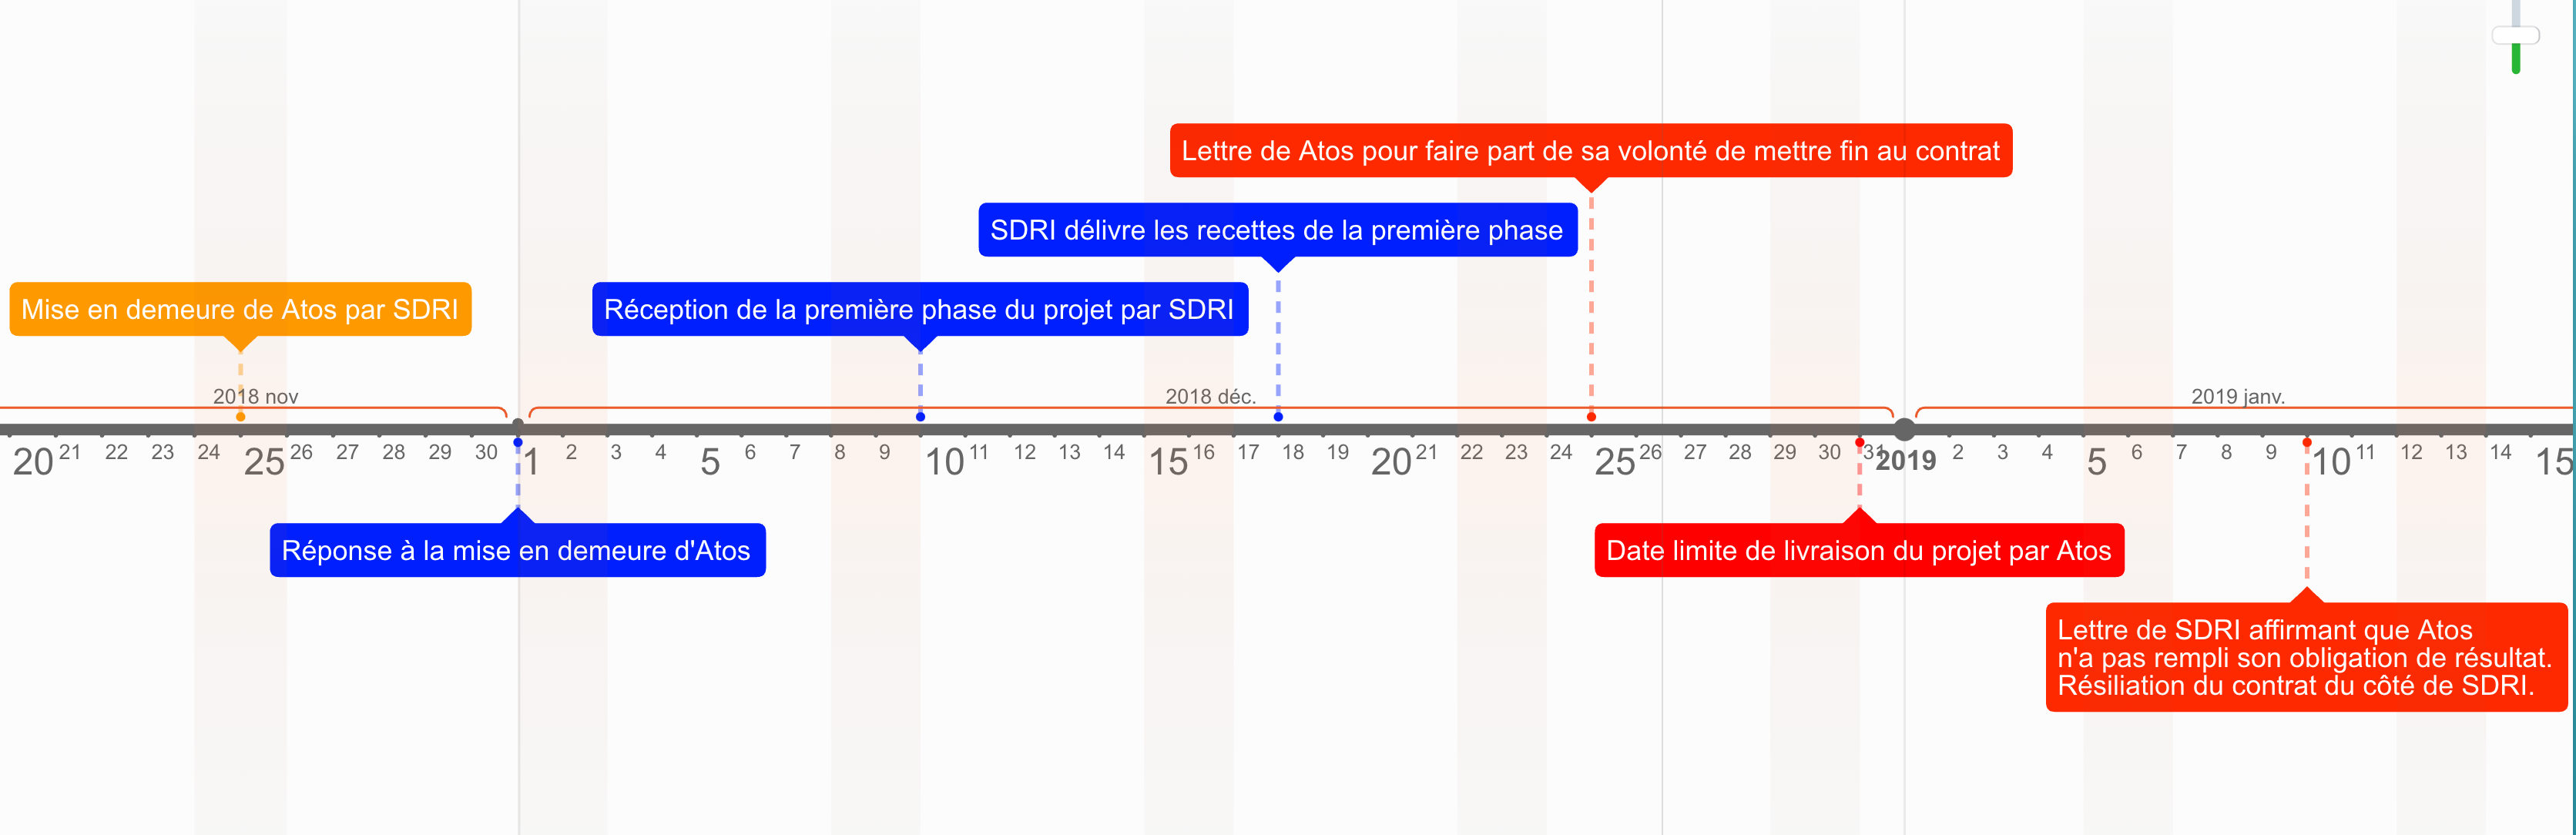 Lettre de Atos pour faire part de sa volonté de mettre fin au contrat
SDRI délivre les recettes de la première phase
Mise en demeure de Atos par SDRI
Réception de la première phase du projet par SDRI
2018 nov
2018 déc.
2019 janv.
20 21 22 23 24 25 26 27 28 29 30 1 2 3 4 5 6 7 8 9 10 11 12 13 14 15 16 17 18 19 20 21 22 23 24 25 26 27 28 29 30 31 2019 2 3 4 5 6 7 8 9 10 11 12 13 14 15
Réponse à la mise en demeure d'Atos
Date limite de livraison du projet par Atos
Lettre de SDRI affirmant que Atos
n'a pas rempli son obligation de résultat.
Résiliation du contrat du côté de SDRI.